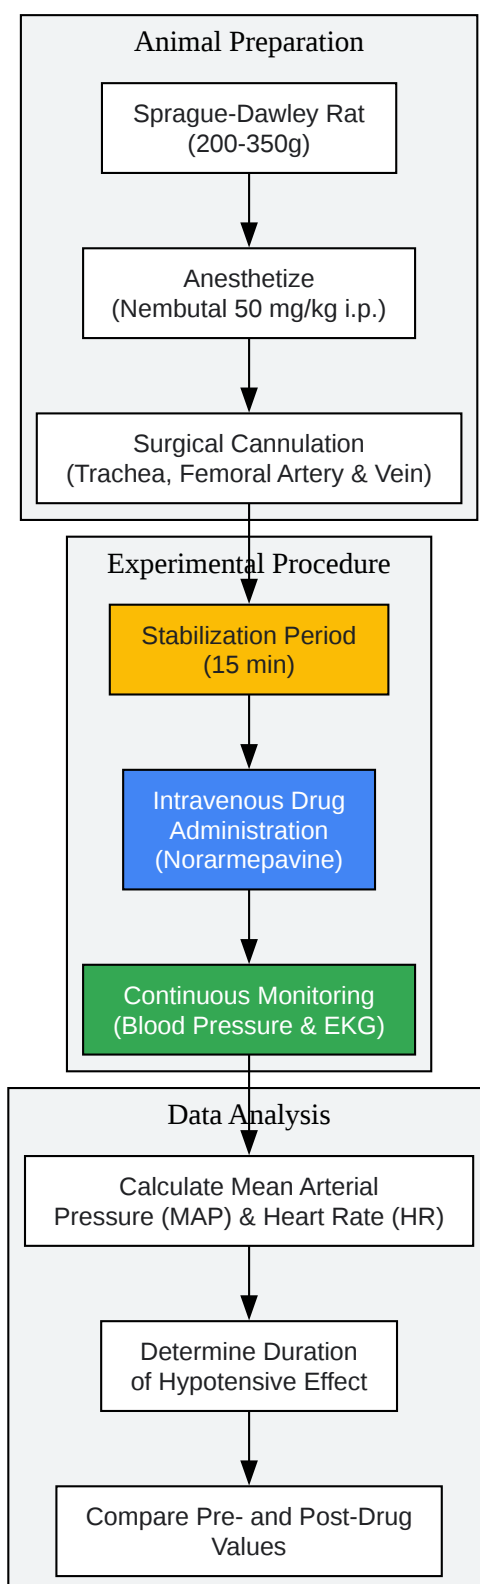 Animal Preparation
Sprague-Dawley Rat
(200-350g)
Anesthetize
(Nembutal 50 mg/kg i.p.)
Surgical Cannulation
(Trachea, Femoral Artery & Vein)
Experimental Procedure
Stabilization Period
(15 min)
Intravenous Drug
Administration
(Norarmepavine)
Continuous Monitoring
(Blood Pressure & EKG)
Data Analysis
Calculate Mean Arterial
Pressure (MAP) & Heart Rate (HR)
Determine Duration
of Hypotensive Effect
Compare Pre- and Post-Drug
Values